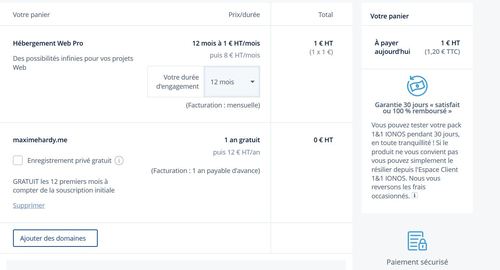 Votre panier
Prix/durée
Total
Hébergement Web Pro
12 mois à 1 € HT/mois
1 € HT
puis 8 € HT/mois
(1 x 1 €)
Des possibilités infinies pour vos projets
Web
Votre durée
d'engagement
12 mois
(Facturation : mensuelle)
maximehardy.me
1 an gratuit
0 € HT
puis 12 € HT/an
Enregistrement privé gratuit
(Facturation : 1 an payable d'avance)
GRATUIT les 12 premiers mois à
compter de la souscription initiale
Supprimer
Ajouter des domaines
Votre panier
À payer
aujourd'hui
1 € HT
(1,20 € TTC)
Garantie 30 jours « satisfait
ou 100 % remboursé »
Vous pouvez tester votre pack
1&1 IONOS pendant 30 jours,
en toute tranquillité ! Si le
produit ne vous convient pas
vous pouvez simplement le
résilier depuis l'Espace Client
1&1 IONOS. Nous vous
reversons les frais
occasionnés.
Paiement sécurisé